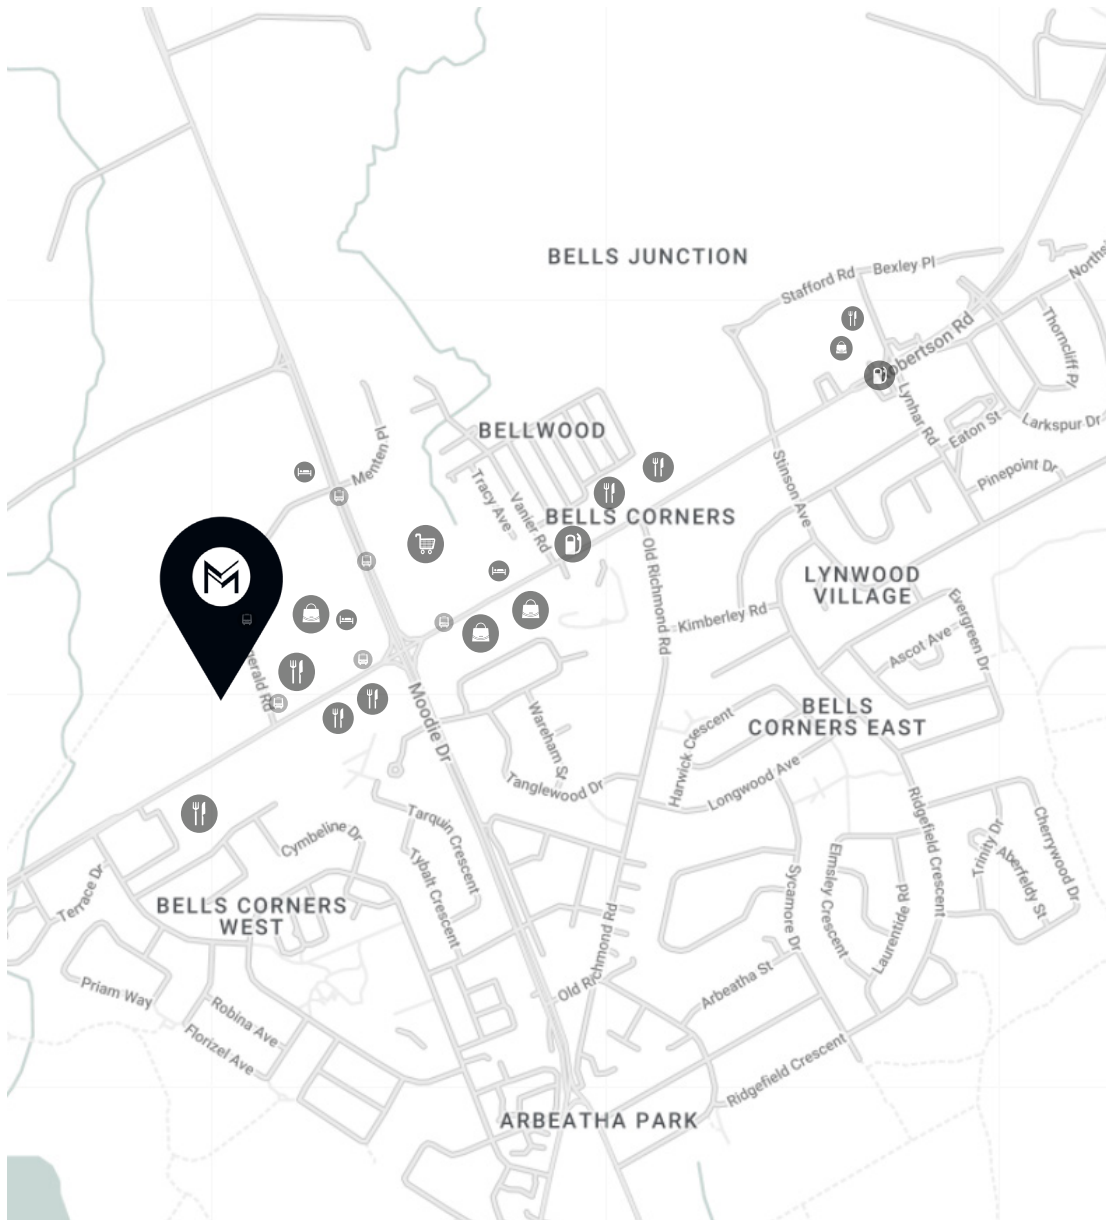 BELLS JUNCTION
Stafford Rd
Bexley Pl
Thorncliff Pl
Robertson Rd
Lynhar Rd
Eaton St
Larkspur Dr
Pinepoint Dr
Menten Pl
BELLWOOD
Tracy Ave
Vanier Rd
BELLS CORNERS
Stinson Ave
Old Richmond Rd
LYNWOOD
VILLAGE
Kimberley Rd
Ascot Ave
Evergreen Dr
BELLS
CORNERS EAST
Moodie Dr
Wareham St
Tanglewood Dr
Harwick Crescent
Longwood Ave
Tarquin Crescent
Cymbeline Dr
Tybalt Crescent
Terrace Dr
BELLS CORNERS
WEST
Priam Way
Robina Ave
Florizel Ave
Old Richmond Rd
Arbeatha St
Sycamore Dr
Elmsley Crescent
Laurentide Rd
Ridgefield Crescent
Trinity Dr
Aberfeldy St
Cherrywood Dr
Ridgefield Crescent
ARBEATHA PARK